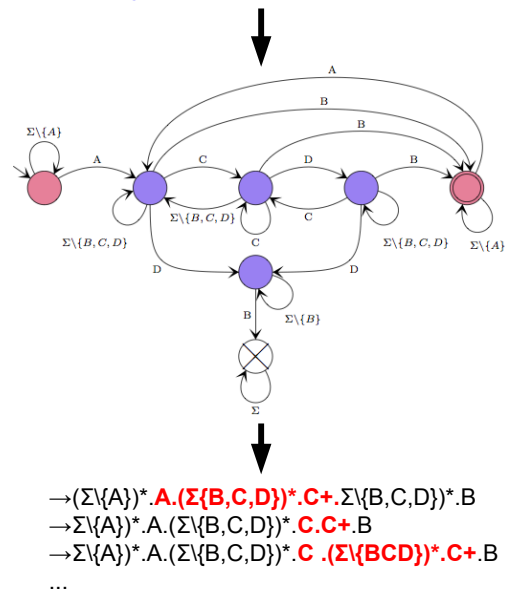 A
B
B
Σ\{A}
A
C
D
B
Σ\{B, C, D}
C
Σ\{B, C, D}
C
Σ\{B, C, D}
Σ\{A}
D
D
B
Σ\{B}
Σ
→(Σ\{A})*.A.(Σ{B,C,D})*.C+.Σ\{B,C,D})*.B
→Σ\{A})*.A.(Σ\{B,C,D})*.C.C+.B
→Σ\{A})*.A.(Σ\{B,C,D})*.C .(Σ\{BCD})*.C+.B
...